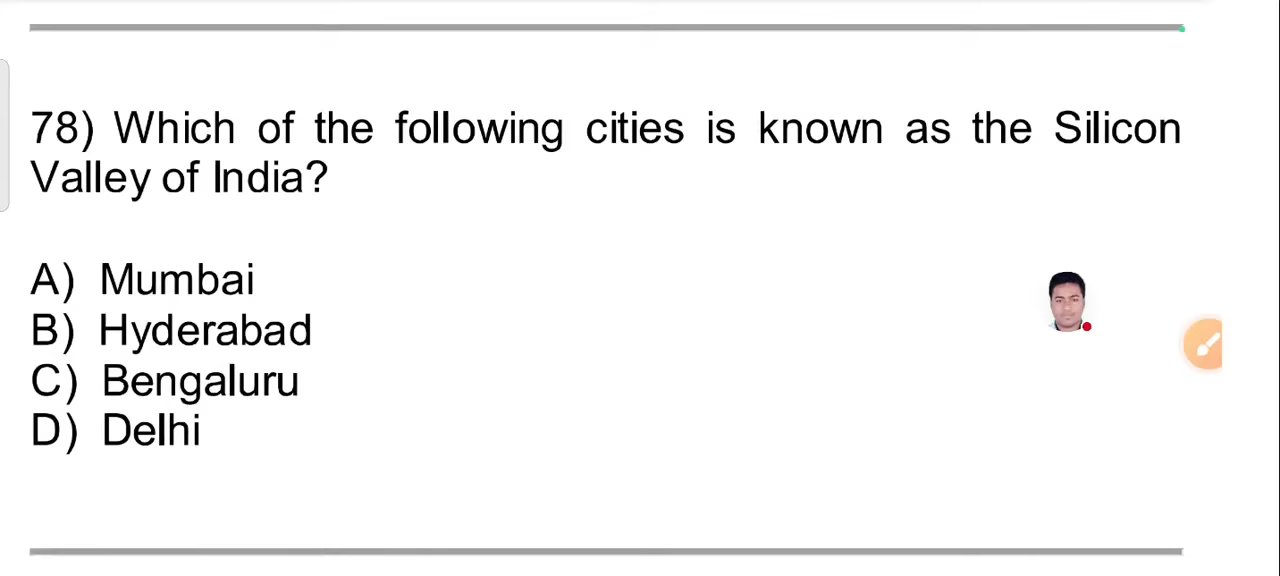 78) Which of the following cities is known as the Silicon
Valley of India?
A) Mumbai
B) Hyderabad
C) Bengaluru
D) Delhi